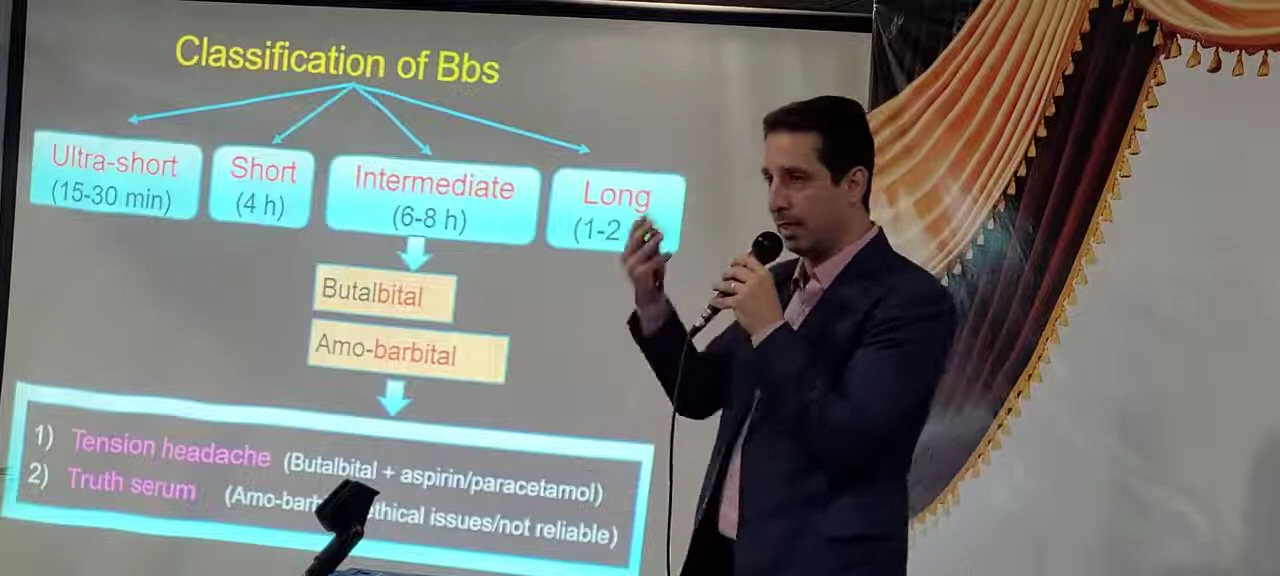 Classification of Bbs
Ultra-short
(15-30 min)
Short
(4 h)
Intermediate
(6-8 h)
Long
(1-2
Butalbital
Amo-barbital
1) Tension headache (Butalbital + aspirin/paracetamol)
2) Truth serum (Amo-barb issues/not reliable)